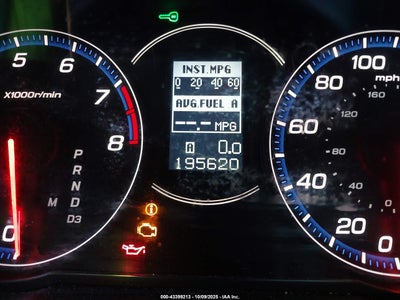 INST.MPG
0 20 40 60
AVG.FUEL A
--.- MPG
A 0.0
195620
5 6 7 8 8
X1000r/min
P
R
N
D
M D3
0
100
mph
80
60
40
20
0
160
120
80
40
0
000-43399213 - 10/09/2025 - IAA Inc.